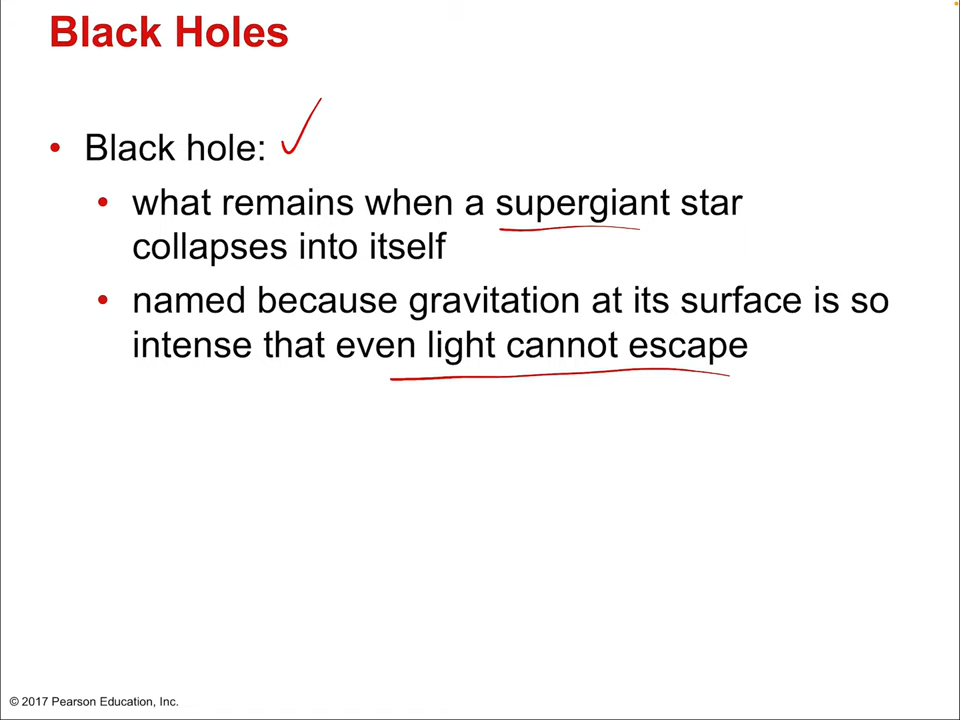 Black Holes
• Black hole:
• what remains when a supergiant star
collapses into itself
• named because gravitation at its surface is so
intense that even light cannot escape
© 2017 Pearson Education, Inc.